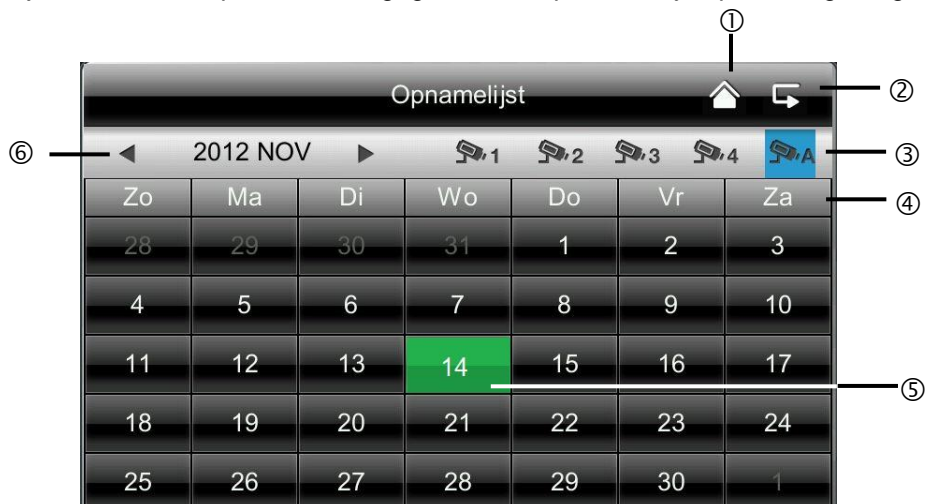 ①
Opnamelijst ②
⑥ 2012 NOV 1 2 3 4 A ③
Zo Ma Di Wo Do Vr Za ④
28 29 30 31 1 2 3
4 5 6 7 8 9 10
11 12 13 14 15 16 17
⑤
18 19 20 21 22 23 24
25 26 27 28 29 30 1